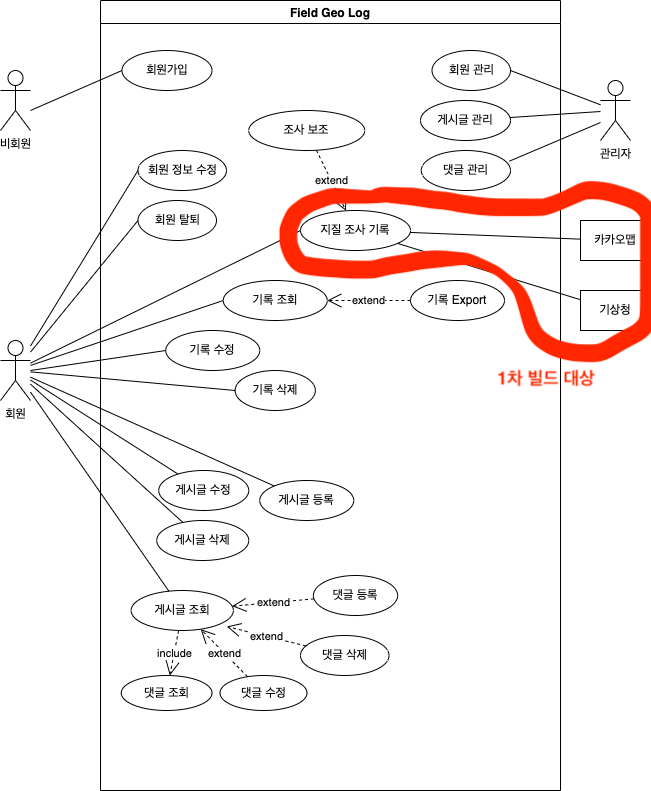 Field Geo Log
회원가입
회원 관리
비회원
게시글 관리
조사 보조
관리자
댓글 관리
회원 정보 수정
extend
회원 탈퇴
지질 조사 기록
카카오맵
기록 조회
extend
기록 Export
기상청
기록 수정
1차 빌드 대상
기록 삭제
회원
게시글 수정
게시글 등록
게시글 삭제
댓글 등록
게시글 조회
extend
extend
include
extend
댓글 삭제
댓글 조회
댓글 수정